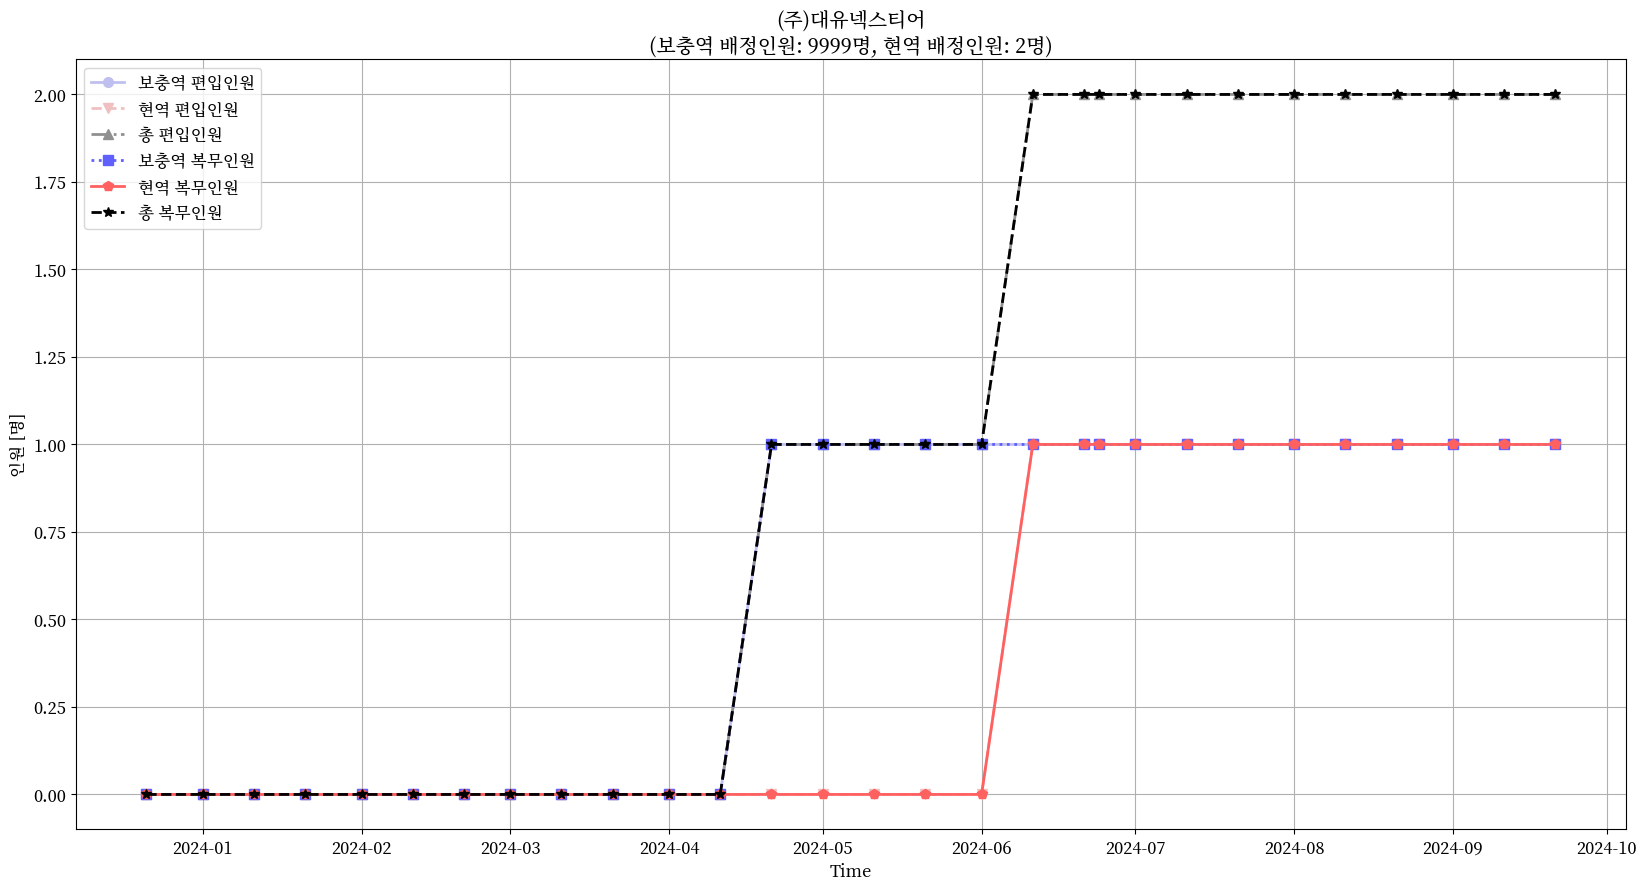 (주)대유넥스티어
(보충역 배정인원: 9999명, 현역 배정인원: 2명)
보충역 편입인원
현역 편입인원
총 편입인원
보충역 복무인원
현역 복무인원
총 복무인원
인원 [명]
2.00
1.75
1.50
1.25
1.00
0.75
0.50
0.25
0.00
2024-01
2024-02
2024-03
2024-04
2024-05
2024-06
2024-07
2024-08
2024-09
2024-10
Time